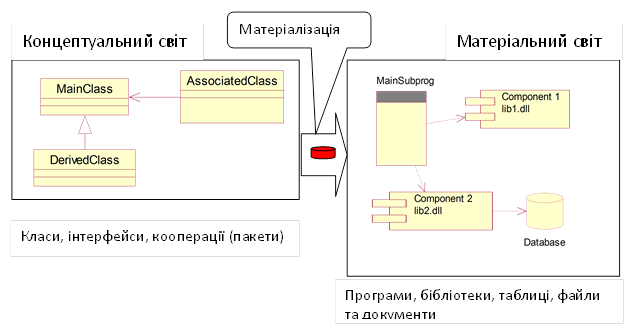 Концептуальний світ
Матеріалізація
Матеріальний світ
MainClass
AssociatedClass
DerivedClass
MainSubprog
Component 1
lib1.dll
Component 2
lib2.dll
Database
Класи, інтерфейси, кооперації (пакети)
Програми, бібліотеки, таблиці, файли
та документи